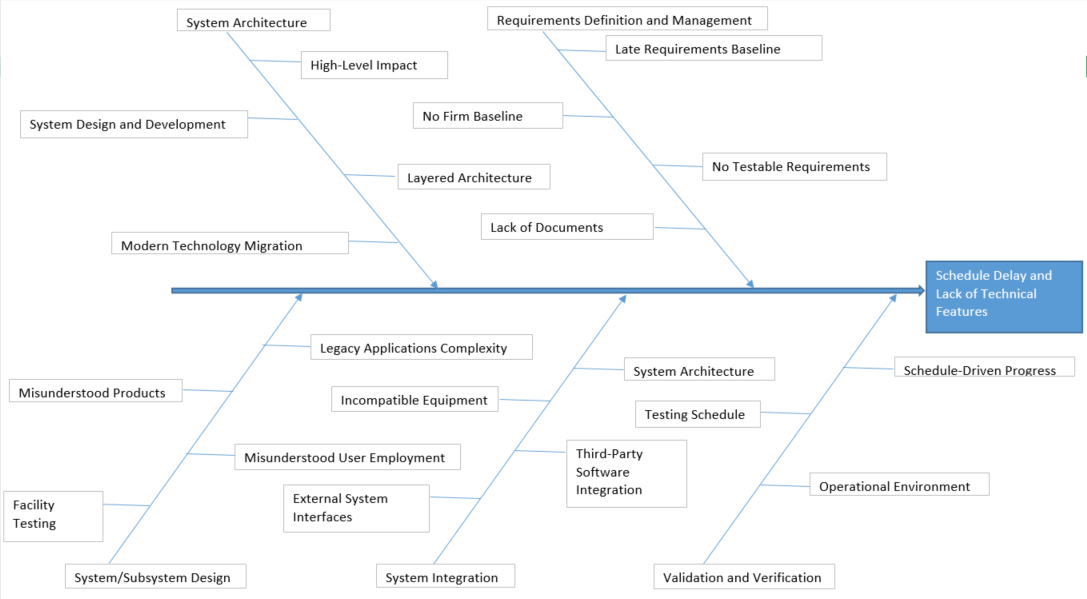 System Architecture
Requirements Definition and Management
Late Requirements Baseline
High-Level Impact
No Firm Baseline
System Design and Development
No Testable Requirements
Layered Architecture
Lack of Documents
Modern Technology Migration
Schedule Delay and
Lack of Technical
Features
Legacy Applications Complexity
System Architecture
Schedule-Driven Progress
Misunderstood Products
Incompatible Equipment
Testing Schedule
Misunderstood User Employment
Third-Party
Software
Integration
External System
Interfaces
Operational Environment
Facility
Testing
System/Subsystem Design
System Integration
Validation and Verification